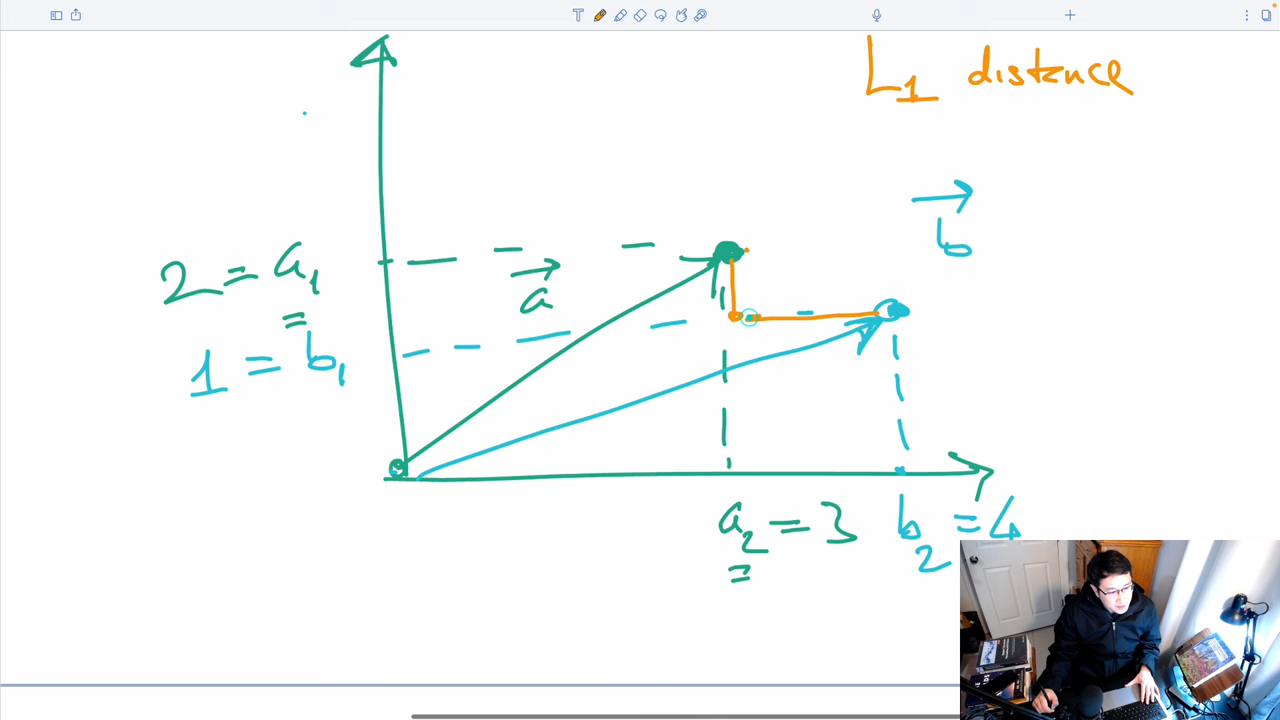 L₁ distance
b
2 = a₁
a
1 = b₁
a₂ = 3
b₂ = 4